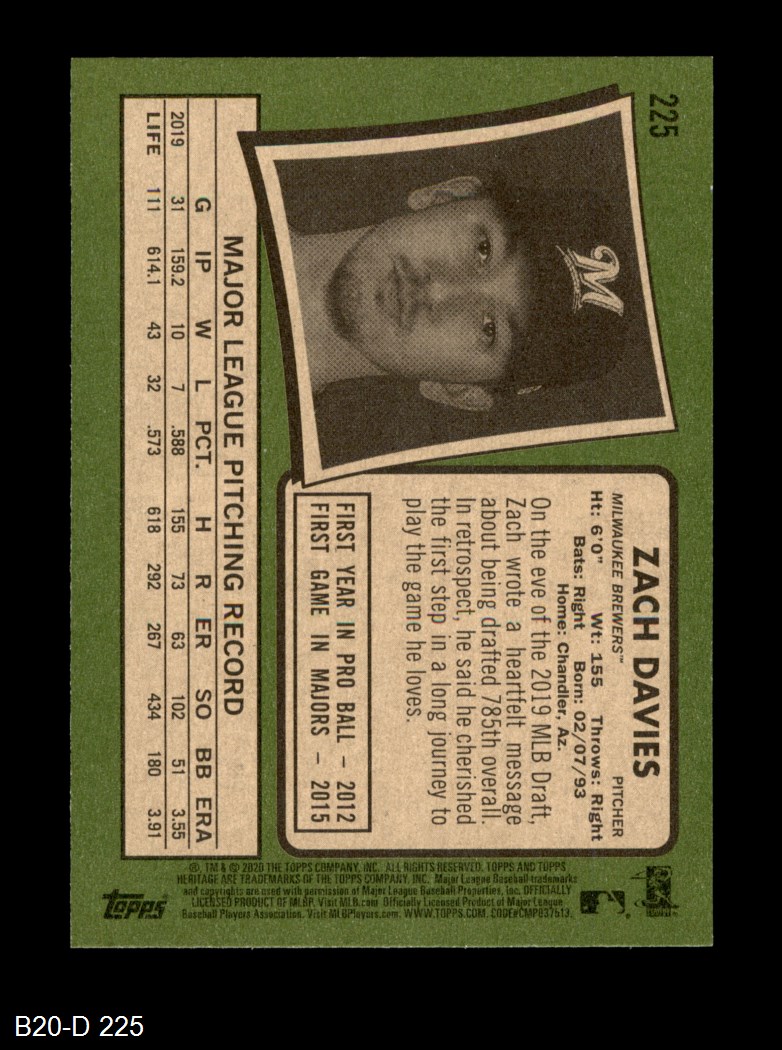 225
ZACH DAVIES
MILWAUKEE BREWERS™ PITCHER
Ht: 6'0" Wt: 155 Throws: Right
Bats: Right Born: 02/07/93
Home: Chandler, Az.
On the eve of the 2019 MLB Draft,
Zach wrote a heartfelt message
about being drafted 785th overall.
In retrospect, he said he cherished
the first step in a long journey to
play the game he loves.
FIRST YEAR IN PRO BALL – 2012
FIRST GAME IN MAJORS – 2015
M
MAJOR LEAGUE PITCHING RECORD
G IP W L PCT. H R ER SO BB ERA
2019 31 159.2 10 7 .588 155 73 63 102 51 3.55
LIFE 111 614.1 43 32 .573 618 292 267 434 180 3.91
®, TM & © 2020 THE TOPPS COMPANY, INC. ALL RIGHTS RESERVED. TOPPS AND TOPPS
HERITAGE ARE TRADEMARKS OF THE TOPPS COMPANY, INC. Major League Baseball trademarks
and copyrights are used with permission of Major League Baseball Properties, Inc. OFFICIALLY
LICENSED PRODUCT OF MLBP. Visit MLB.com Officially Licensed Product of Major League
Baseball Players Association. Visit MLBPlayers.com. WWW.TOPPS.COM. CODE#CMP837513
topps
B20-D 225